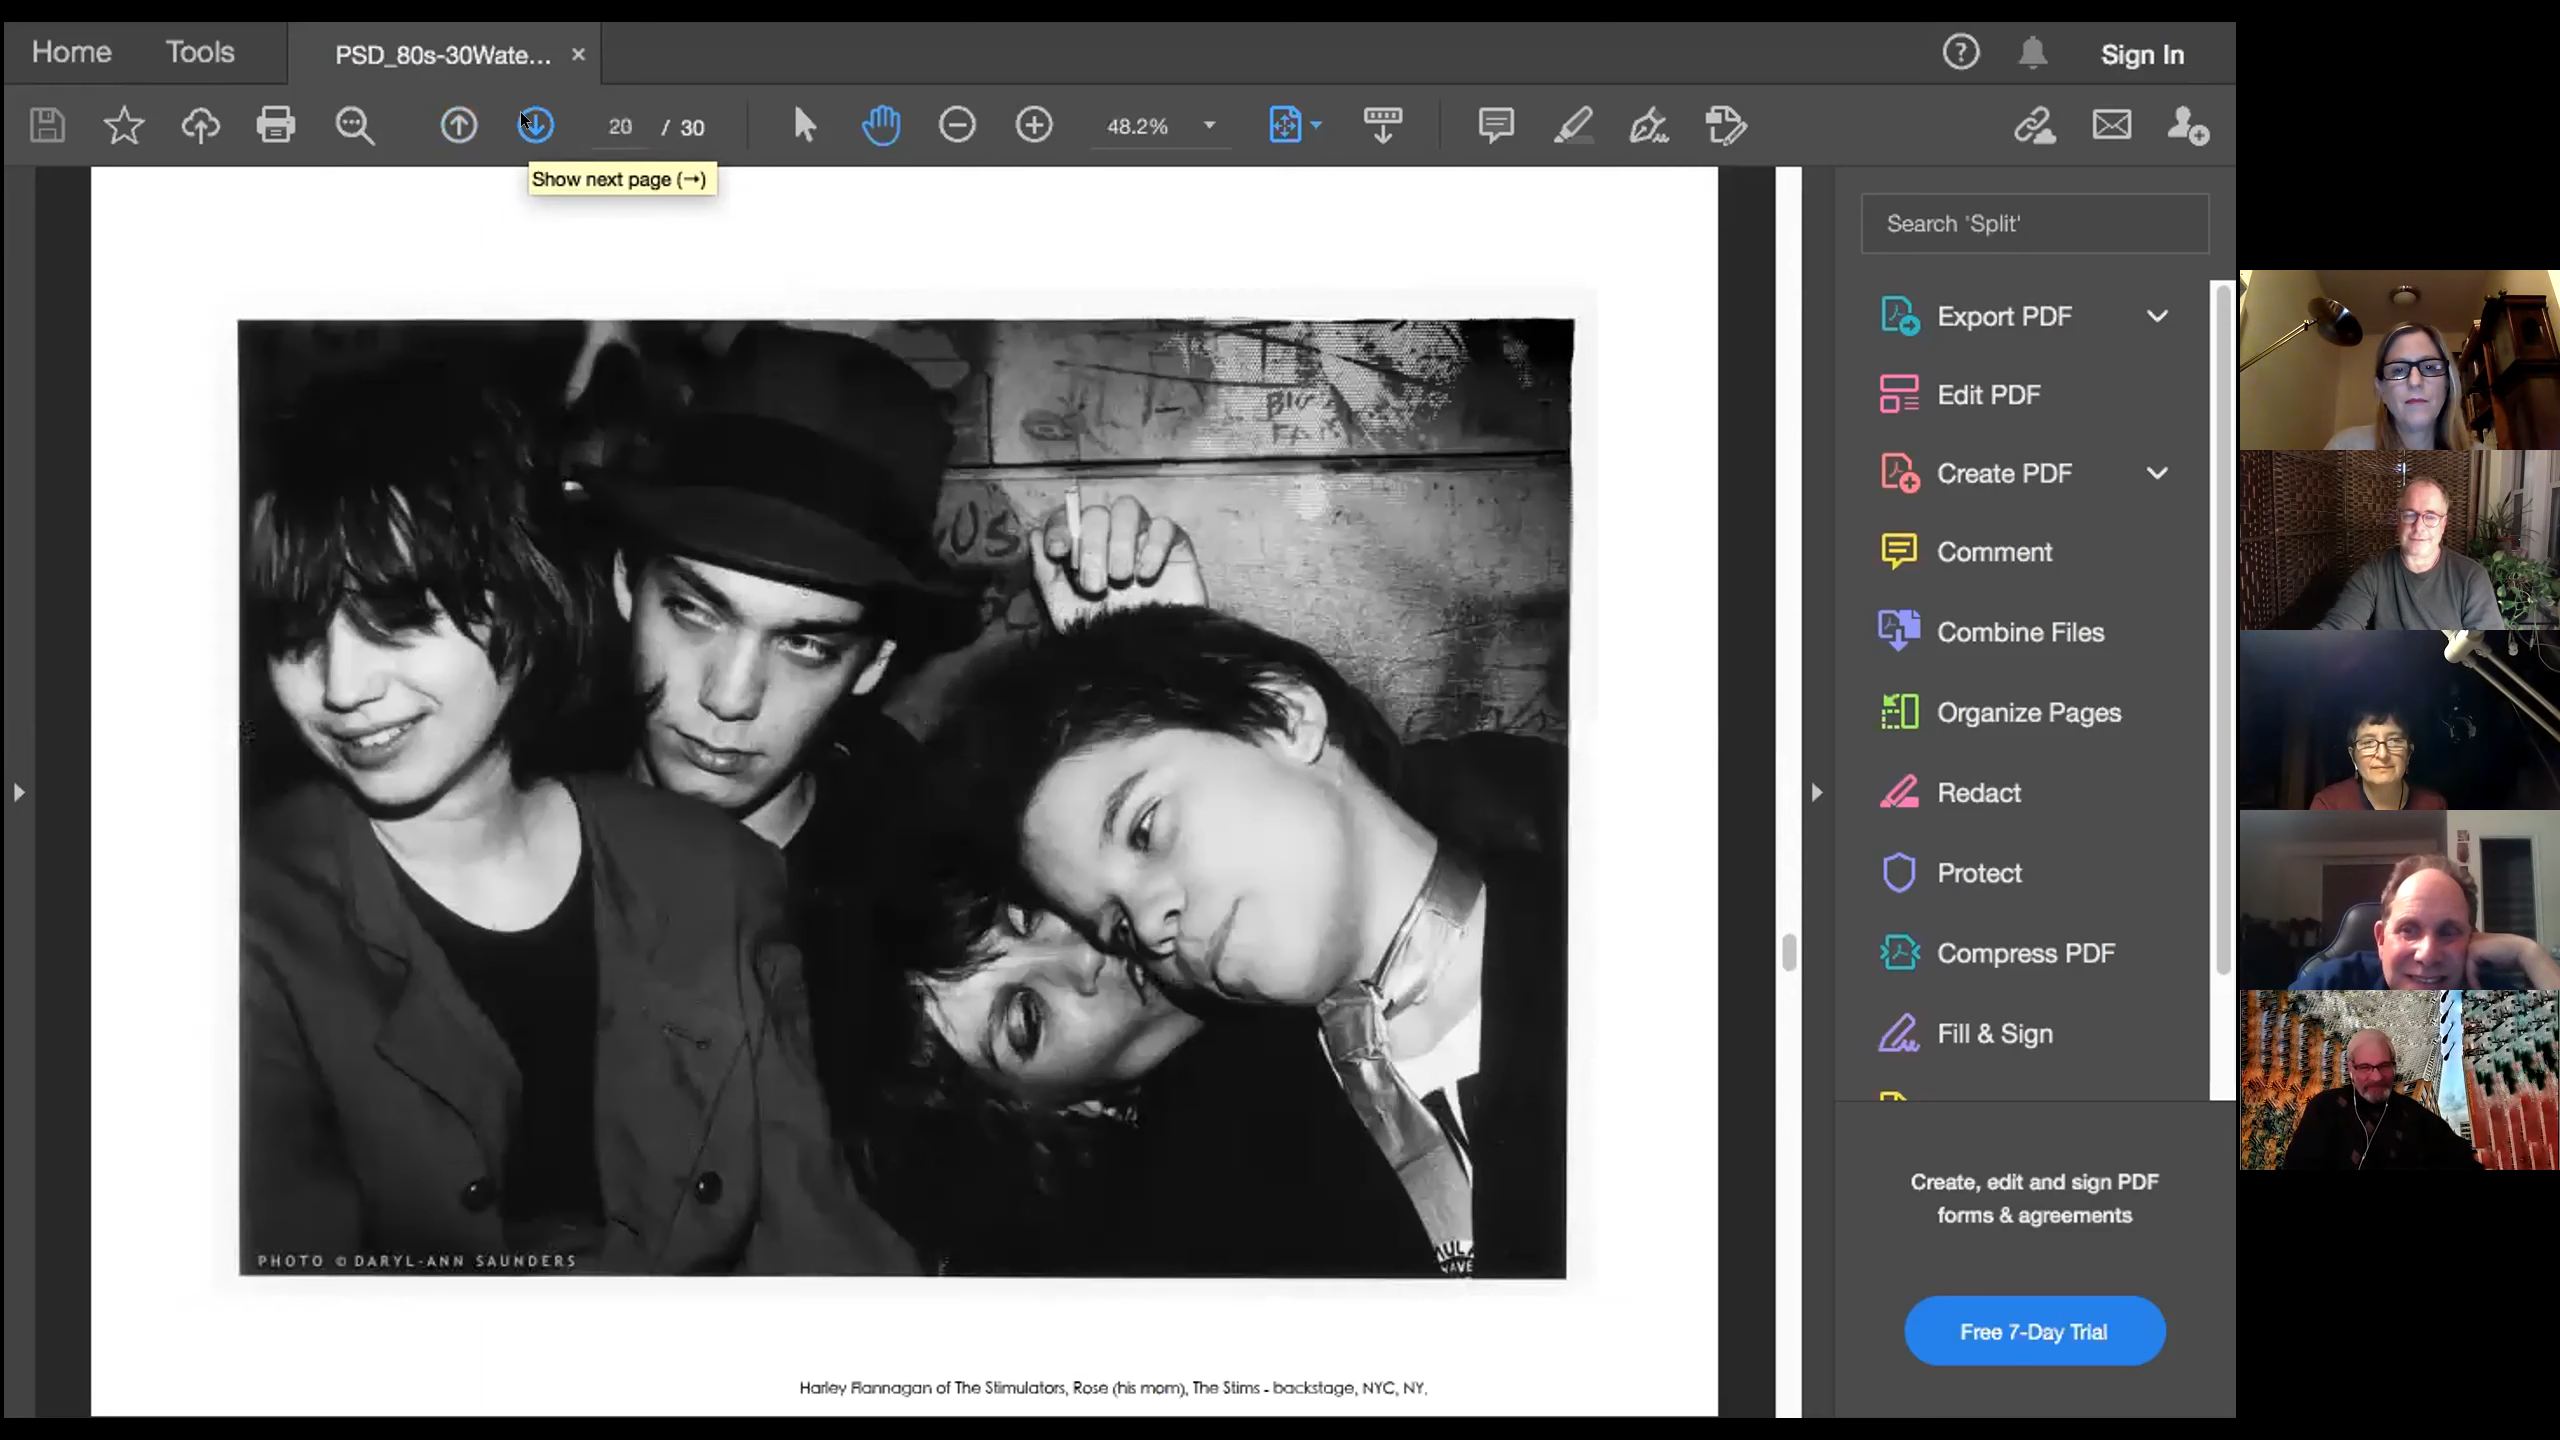 Home Tools PSD_80s-30Wate... × Sign In
20 / 30 48.2%
Show next page (→)
Search 'Split'
Export PDF
Edit PDF
Create PDF
Comment
Combine Files
Organize Pages
Redact
Protect
Compress PDF
Fill & Sign
Create, edit and sign PDF
forms & agreements
Free 7-Day Trial
BIG
US
PHOTO © DARYL-ANN SAUNDERS
WAVE
Harley Flannagan of The Stimulators, Rose (his mom), The Stims - backstage, NYC, NY,